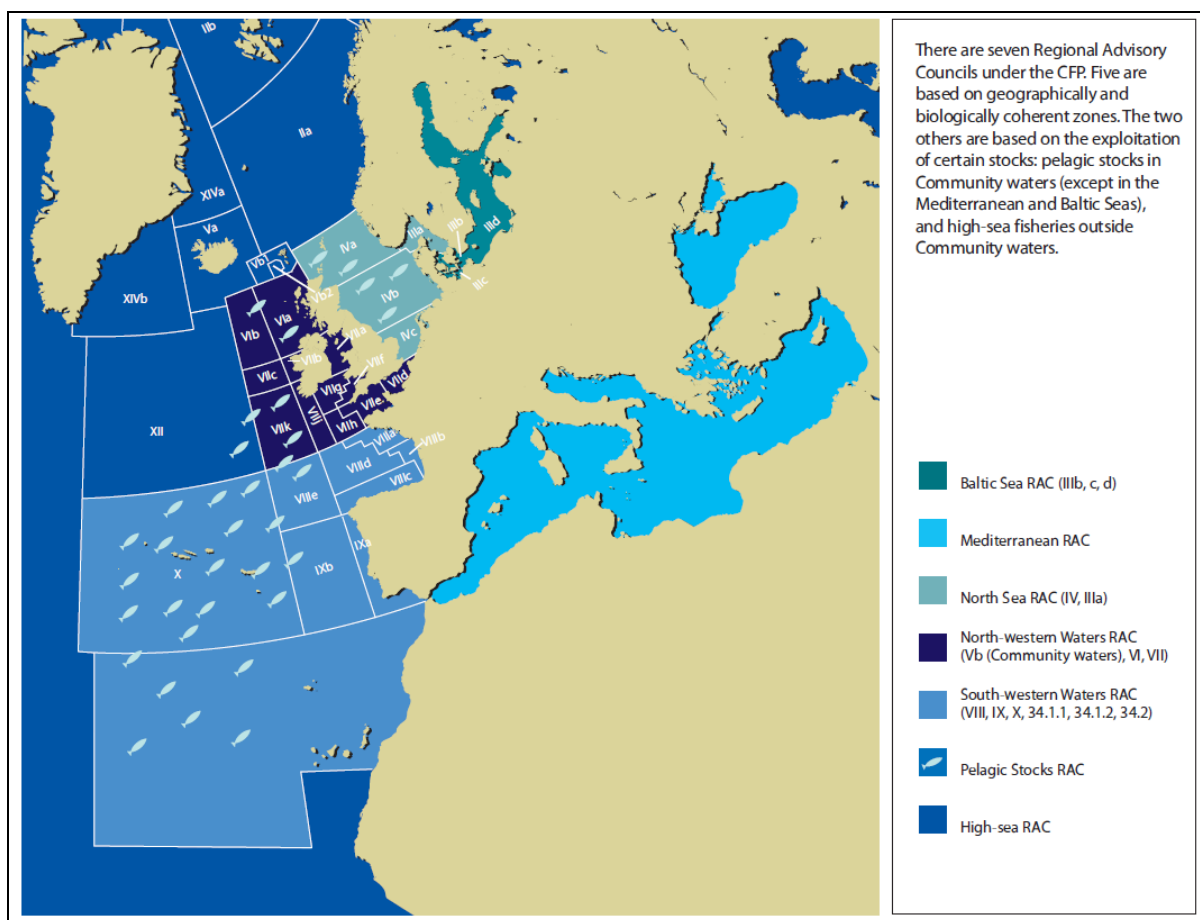 IIb
IIa
XIVa
Va
XIVb
Vb1
Vb2
IVa
IIIa
IIIb
IIId
IIIc
IVb
IVc
VIb
VIa
VIIa
VIIb
VIIc
VIIf
VIIg
VIId
VIIe
VIIj
VIIh
VIIk
XII
VIIIa
VIIIb
VIIId
VIIIc
VIIIe
IXa
IXb
X
There are seven Regional Advisory
Councils under the CFP. Five are
based on geographically and
biologically coherent zones. The two
others are based on the exploitation
of certain stocks: pelagic stocks in
Community waters (except in the
Mediterranean and Baltic Seas),
and high-sea fisheries outside
Community waters.
Baltic Sea RAC (IIIb, c, d)
Mediterranean RAC
North Sea RAC (IV, IIIa)
North-western Waters RAC
(Vb (Community waters), VI, VII)
South-western Waters RAC
(VIII, IX, X, 34.1.1, 34.1.2, 34.2)
Pelagic Stocks RAC
High-sea RAC